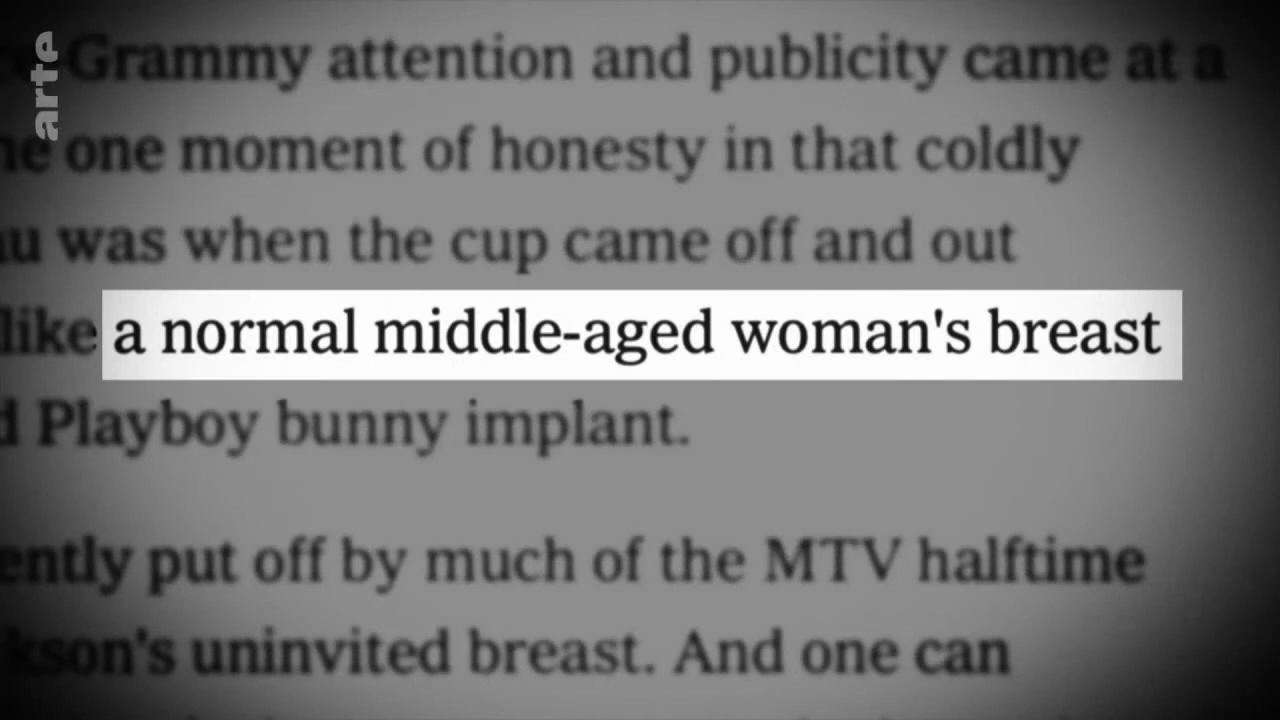 arte
Grammy attention and publicity came at a
one moment of honesty in that coldly
was when the cup came off and out
like a normal middle-aged woman's breast
Playboy bunny implant.
put off by much of the MTV halftime
uninvited breast. And one can